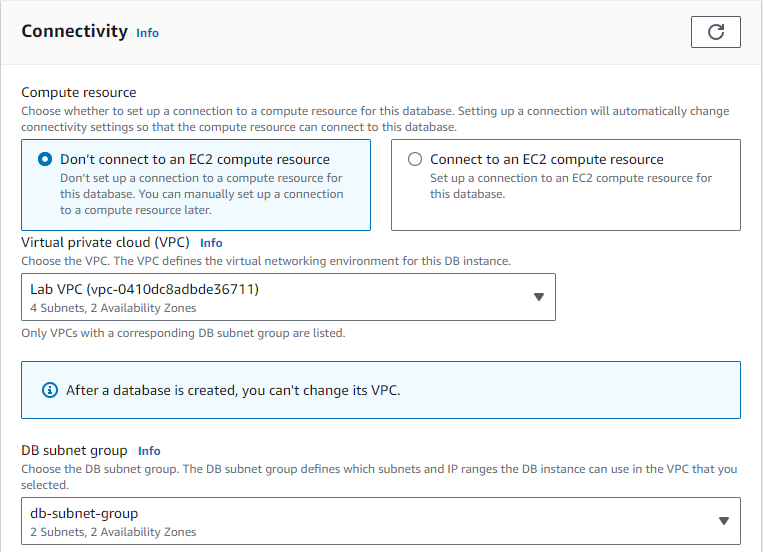 Connectivity Info
Compute resource
Choose whether to set up a connection to a compute resource for this database. Setting up a connection will automatically change
connectivity settings so that the compute resource can connect to this database.
Don't connect to an EC2 compute resource
Don't set up a connection to a compute resource for
this database. You can manually set up a connection
to a compute resource later.
Connect to an EC2 compute resource
Set up a connection to an EC2 compute resource for
this database.
Virtual private cloud (VPC) Info
Choose the VPC. The VPC defines the virtual networking environment for this DB instance.
Lab VPC (vpc-0410dc8adbde36711)
4 Subnets, 2 Availability Zones
Only VPCs with a corresponding DB subnet group are listed.
After a database is created, you can't change its VPC.
DB subnet group Info
Choose the DB subnet group. The DB subnet group defines which subnets and IP ranges the DB instance can use in the VPC that you
selected.
db-subnet-group
2 Subnets, 2 Availability Zones